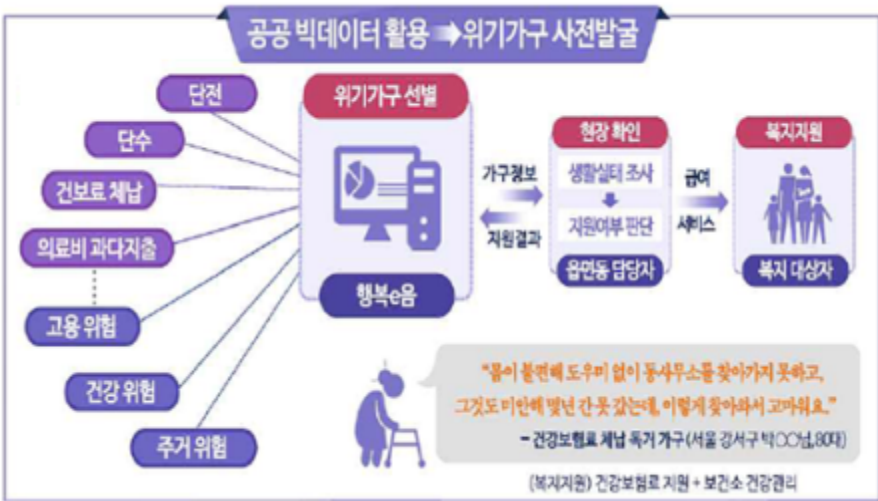 공공 빅데이터 활용 ➡ 위기가구 사전발굴
단전
단수
건보료 체납
의료비 과다지출
고용 위험
건강 위험
주거 위험
위기가구 선별
행복e음
가구정보
지원결과
현장 확인
생활실태 조사
지원여부 판단
읍면동 담당자
급여
서비스
복지지원
복지 대상자
“몸이 불편해 도우미 없이 동사무소를 찾아가지 못하고,
그것도 미안해 몇년 간 못 갔는데, 이렇게 찾아와서 고마워요.”
- 건강보험료 체납 독거 가구(서울 강서구 박○○님, 80대)
(복지지원) 건강보험료 지원 + 보건소 건강관리